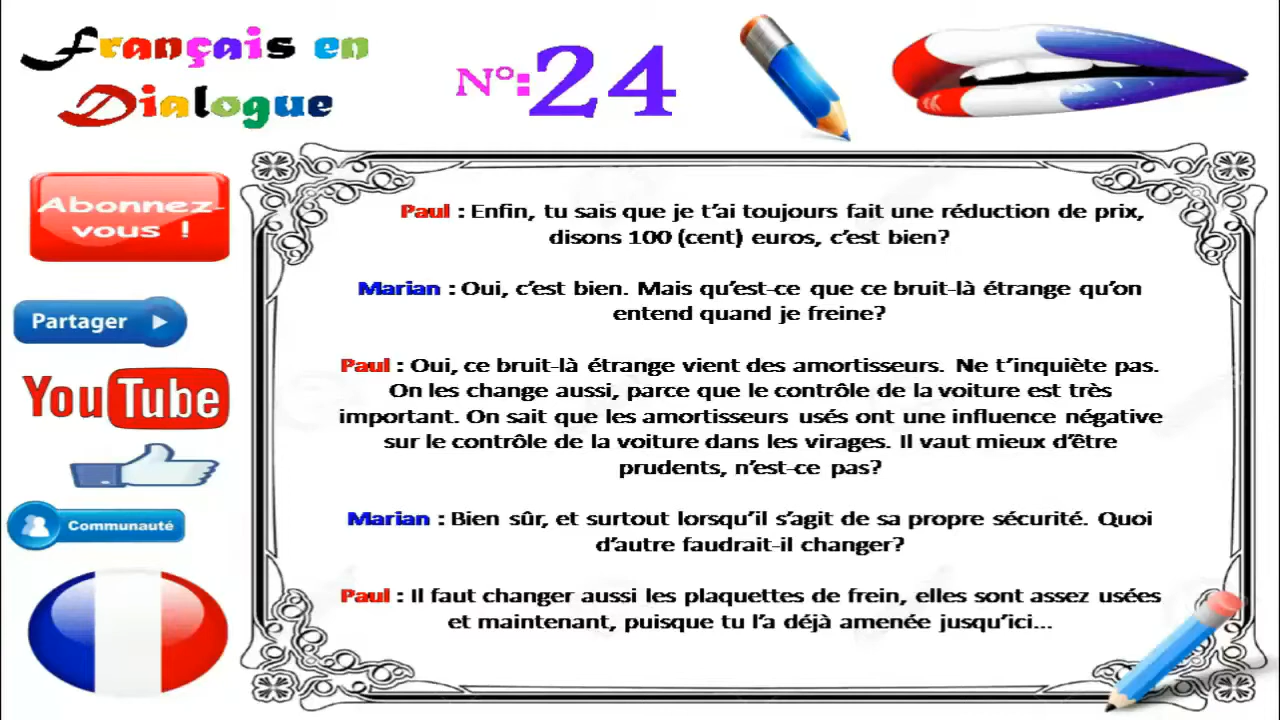 Français en
Dialogue
N°:24
Abonnez-
vous !
Partager
YouTube
Communauté
Paul : Enfin, tu sais que je t’ai toujours fait une réduction de prix,
disons 100 (cent) euros, c’est bien?
Marian : Oui, c’est bien. Mais qu’est-ce que ce bruit-là étrange qu’on
entend quand je freine?
Paul : Oui, ce bruit-là étrange vient des amortisseurs. Ne t’inquiète pas.
On les change aussi, parce que le contrôle de la voiture est très
important. On sait que les amortisseurs usés ont une influence négative
sur le contrôle de la voiture dans les virages. Il vaut mieux d’être
prudents, n’est-ce pas?
Marian : Bien sûr, et surtout lorsqu’il s’agit de sa propre sécurité. Quoi
d’autre faudrait-il changer?
Paul : Il faut changer aussi les plaquettes de frein, elles sont assez usées
et maintenant, puisque tu l’a déjà amenée jusqu’ici...